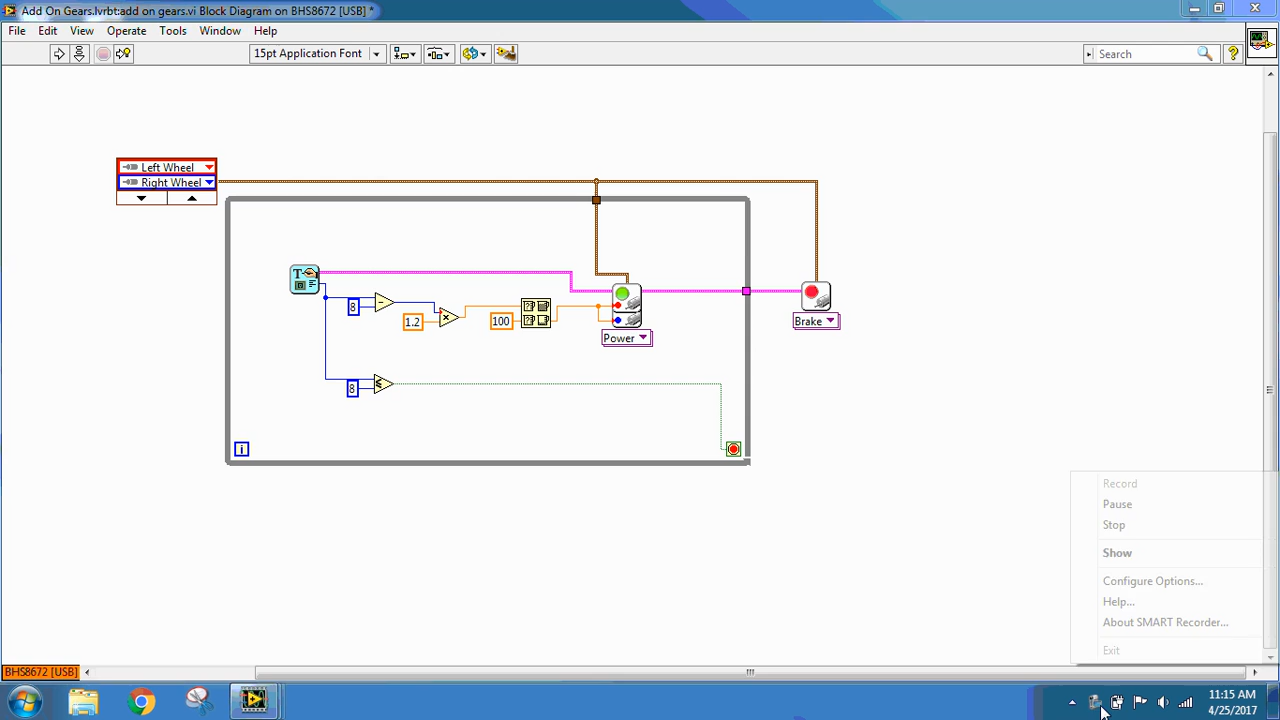 Add On Gears.lvrbt:add on gears.vi Block Diagram on BHS8672 [USB] *
File Edit View Operate Tools Window Help
15pt Application Font Search ?
Left Wheel
Right Wheel
T
8 -
1.2 x
100
Power
Brake
8 ≤
i
Record
Pause
Stop
Show
Configure Options...
Help...
About SMART Recorder...
Exit
BHS8672 [USB]
11:15 AM
4/25/2017